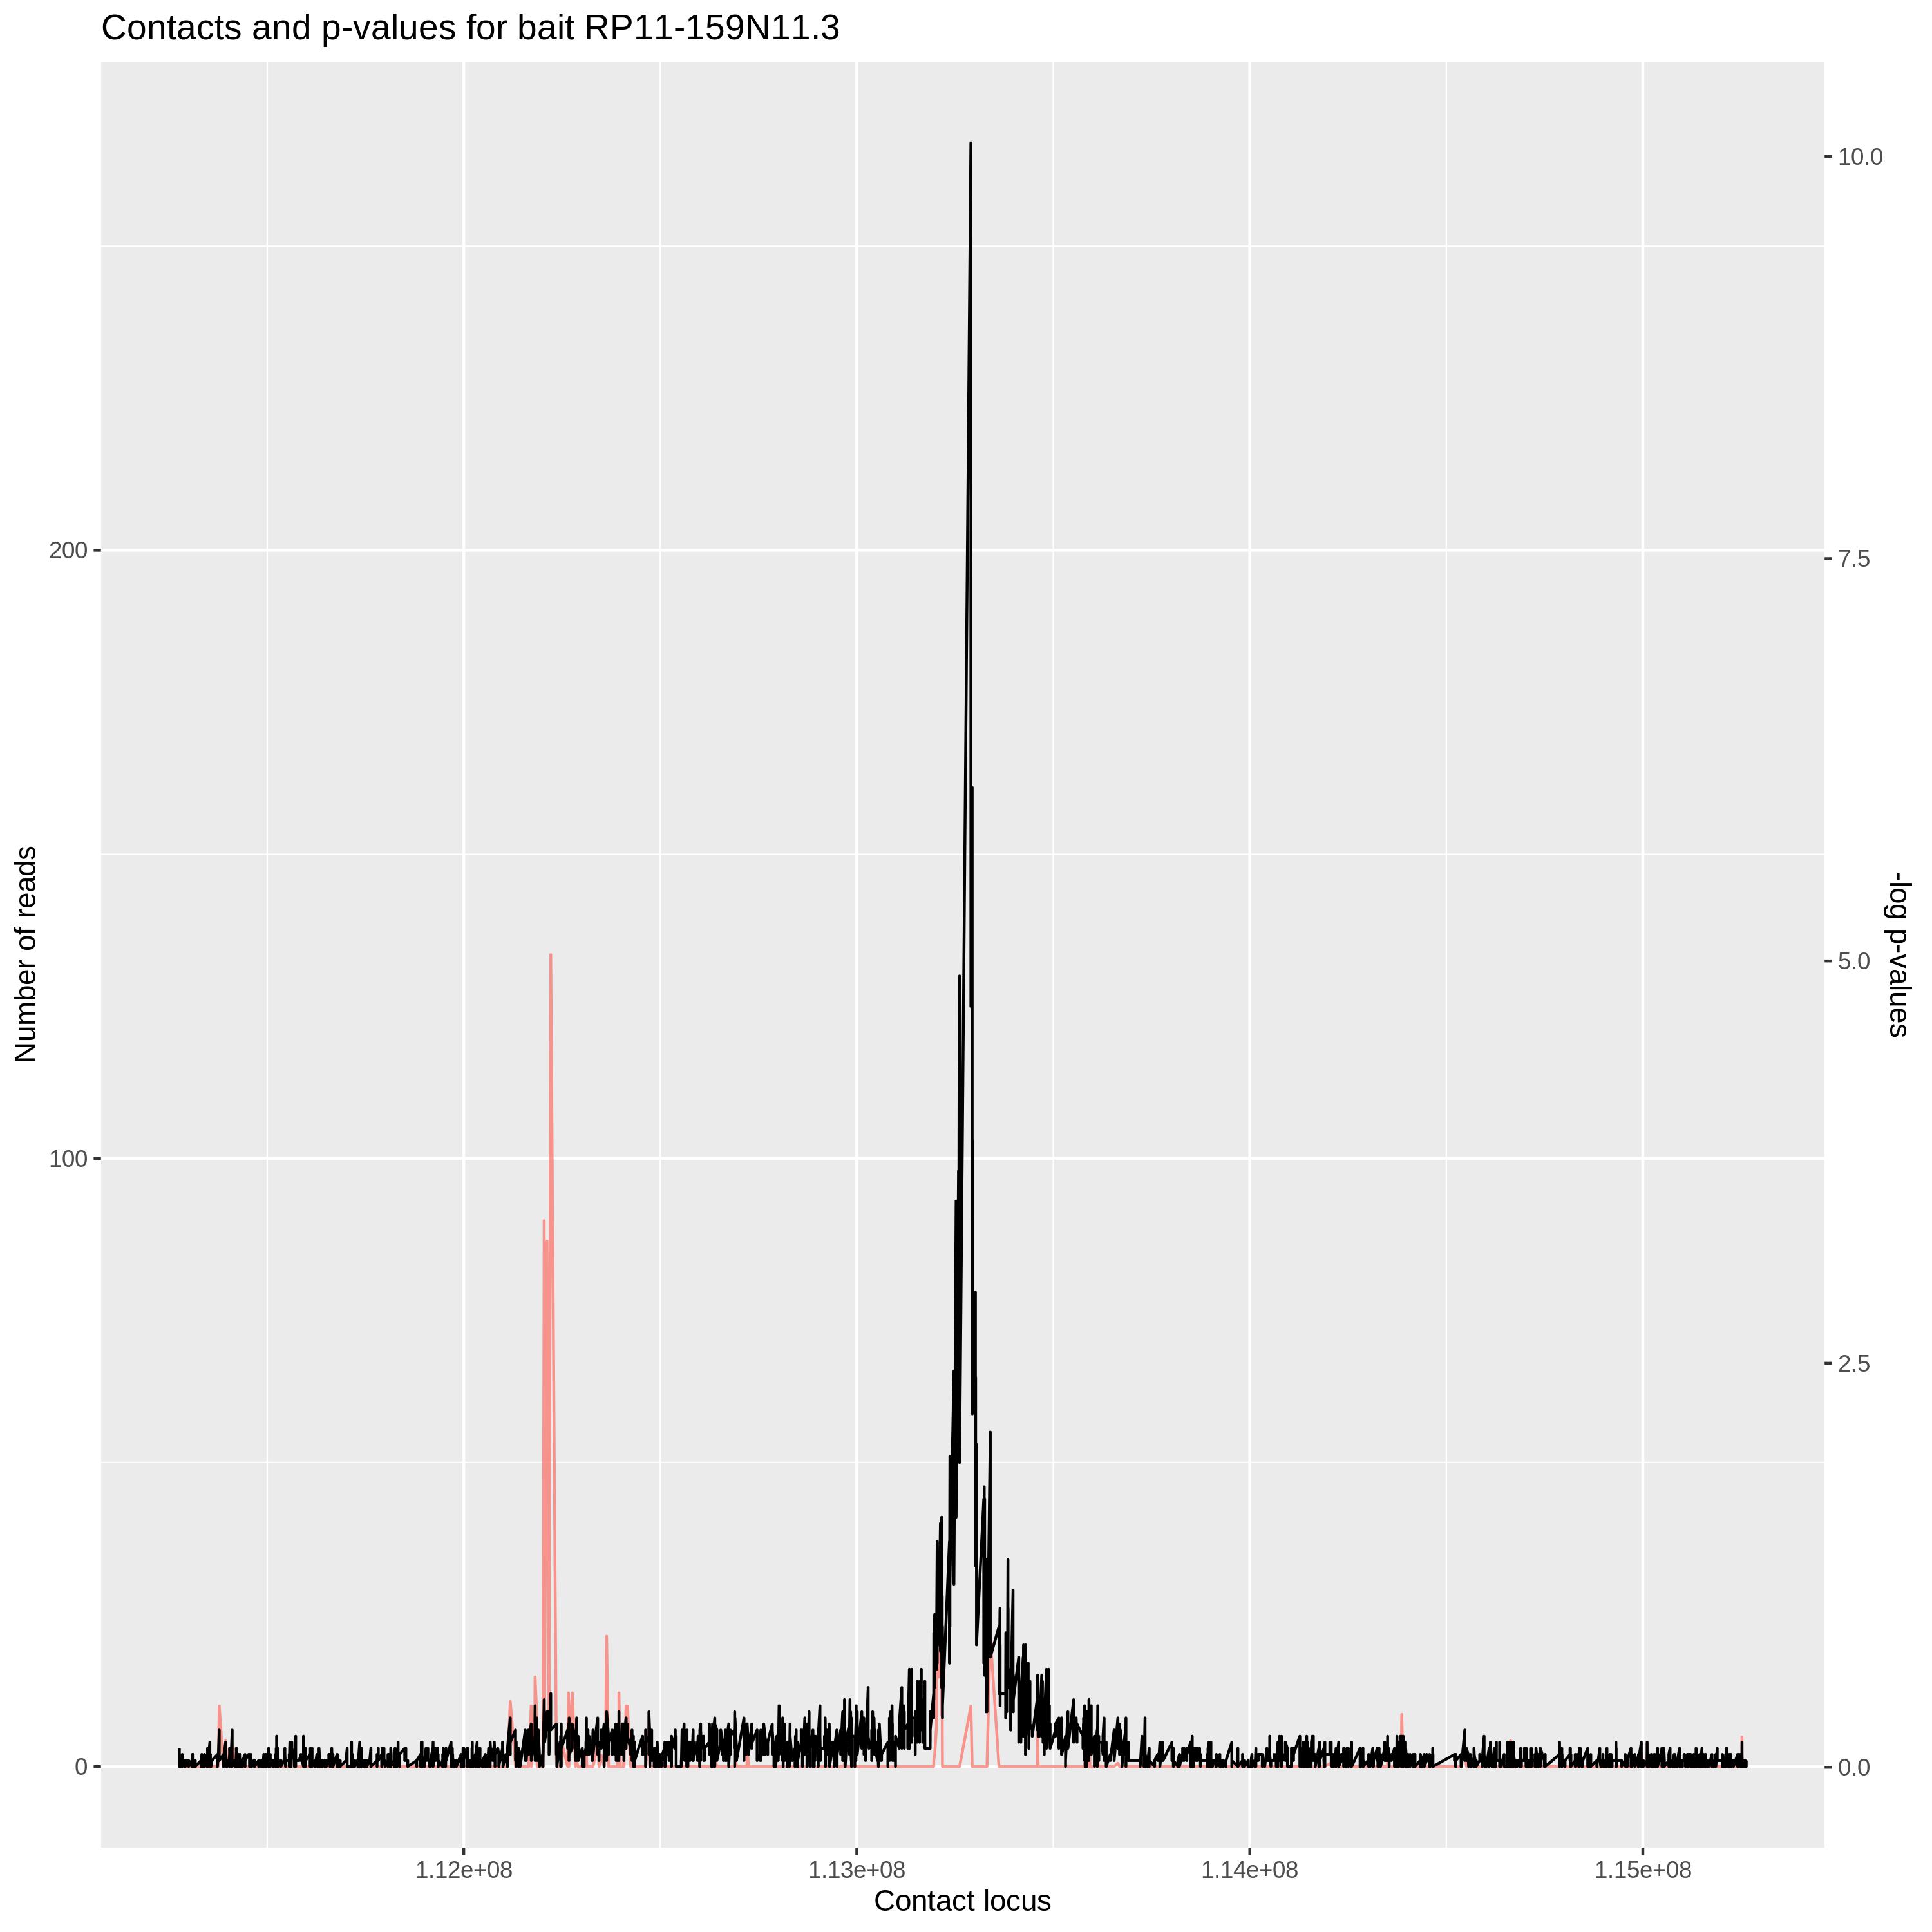 Contacts and p-values for bait RP11-159N11.3
10.0
200
7.5
Number of reads
-log p-values
5.0
100
2.5
0
0.0
1.12e+08
1.13e+08
1.14e+08
1.15e+08
Contact locus